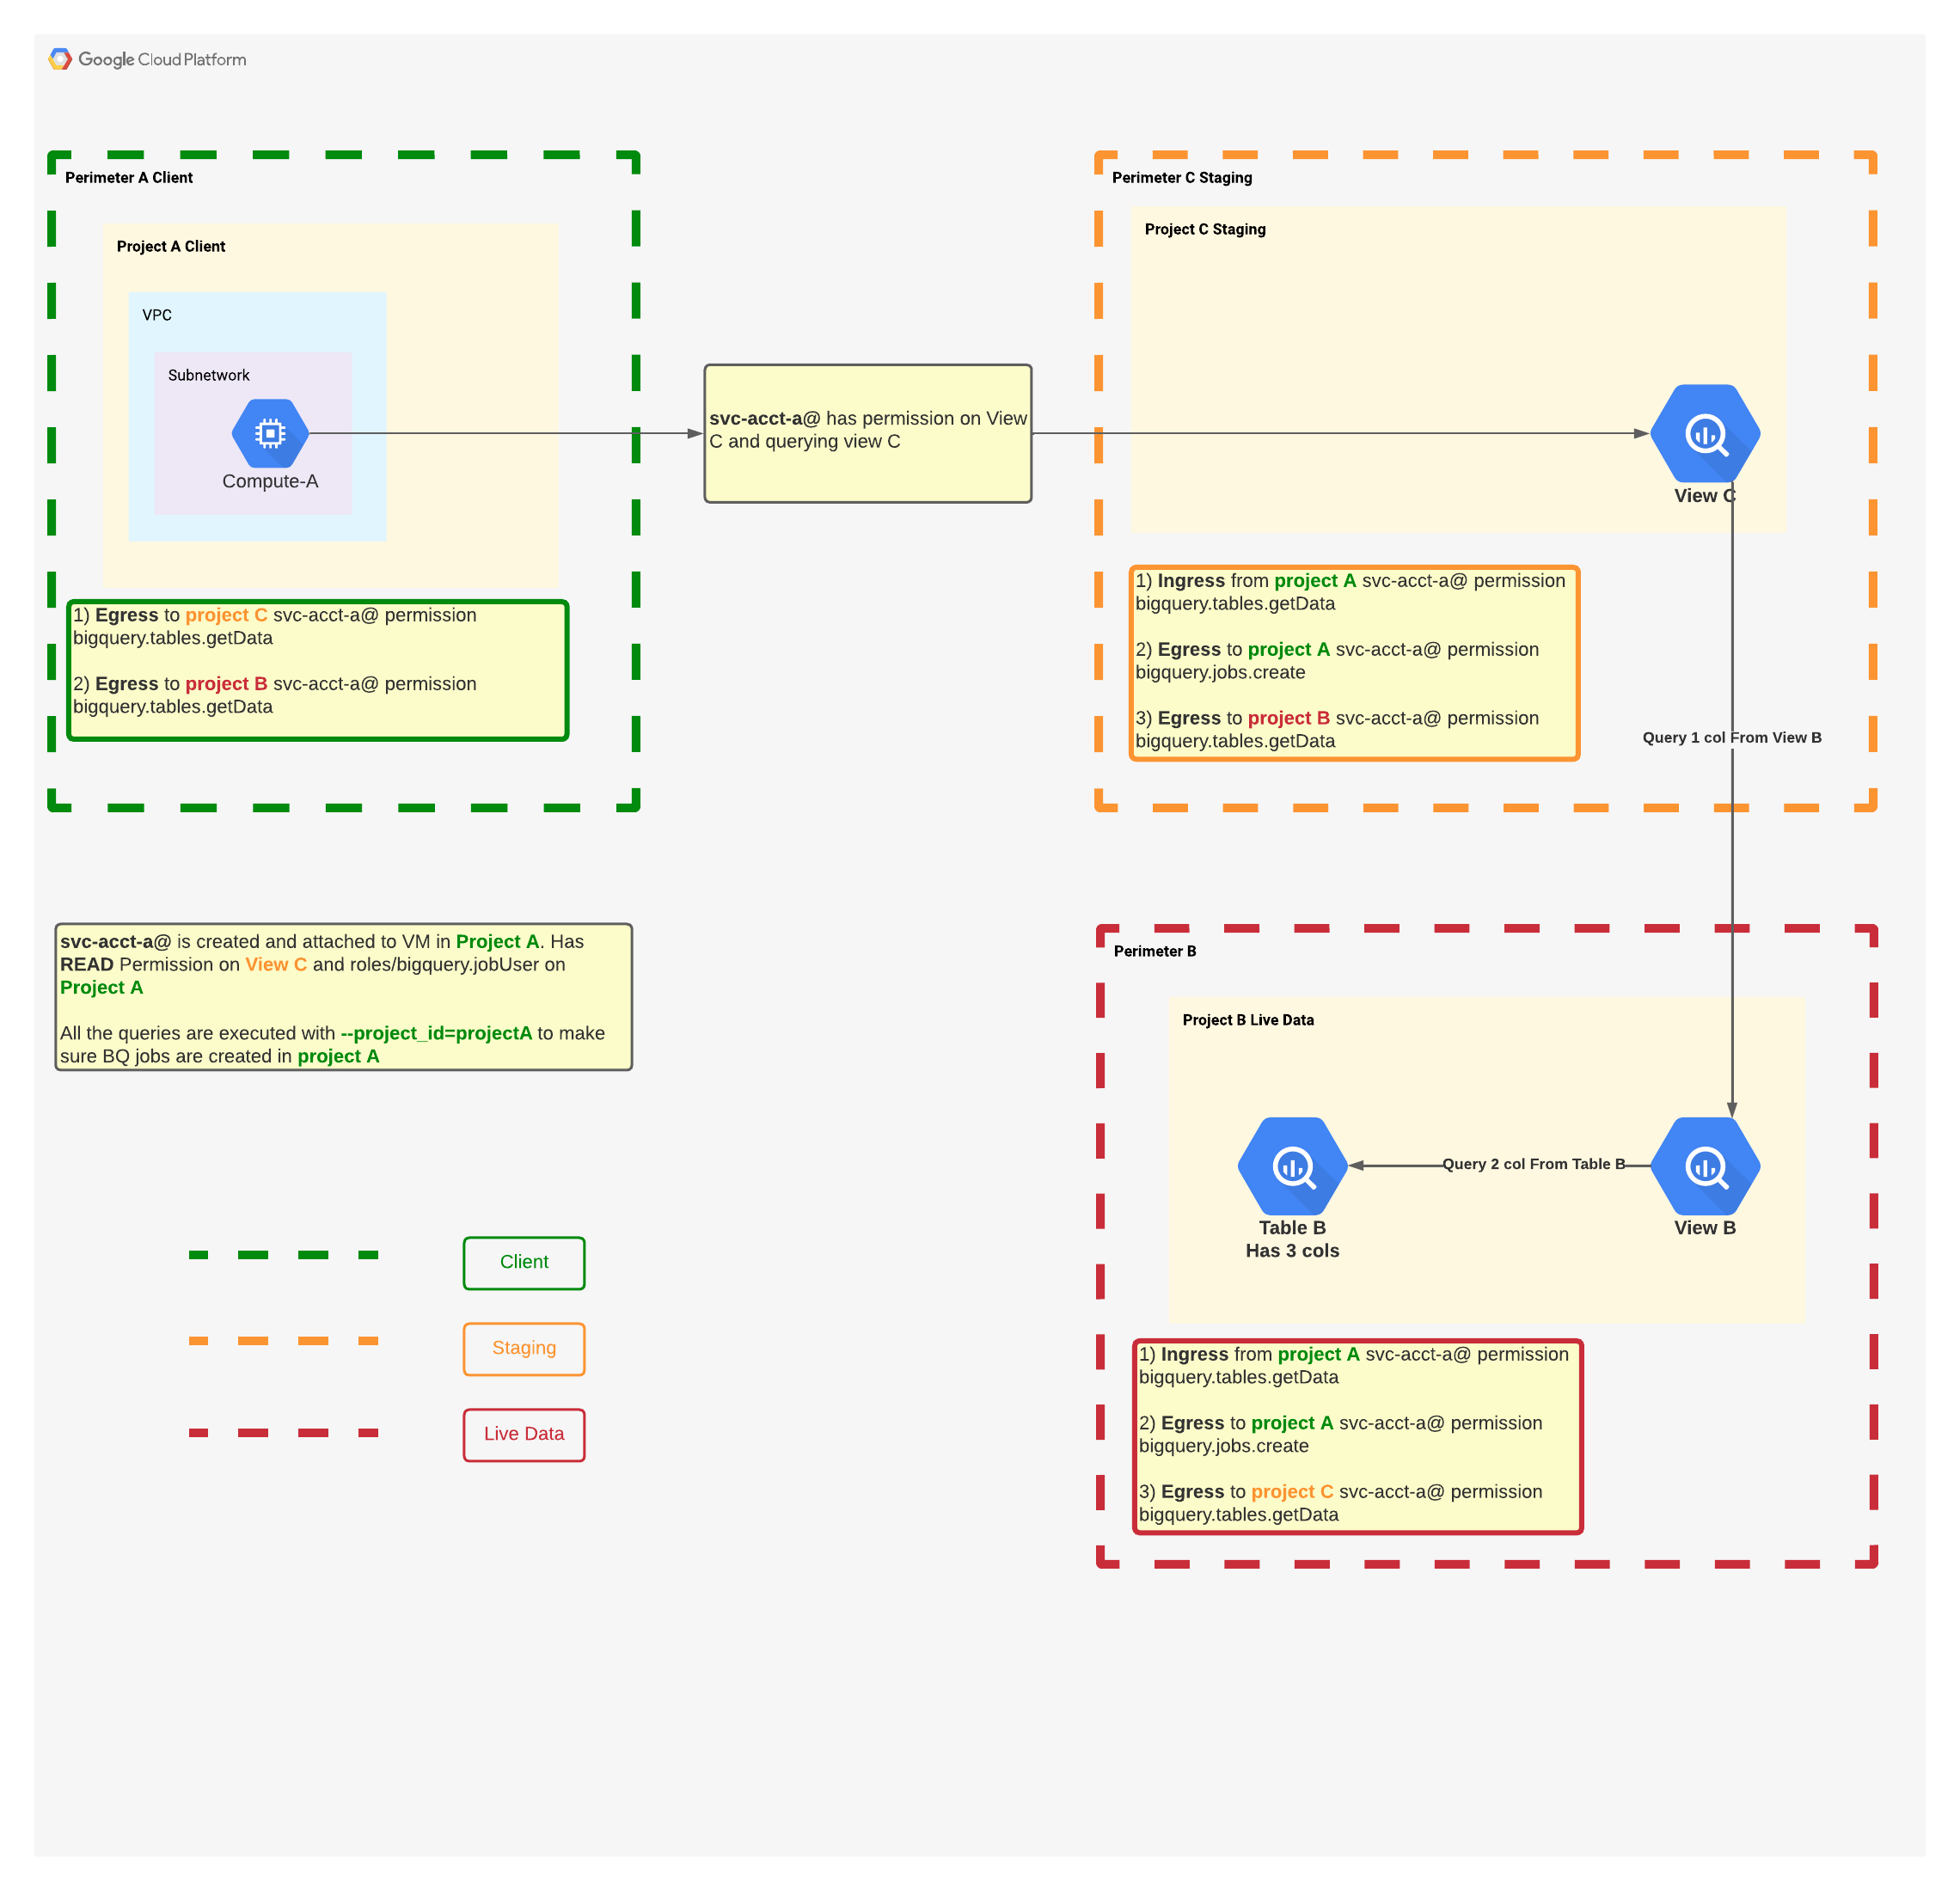 Google Cloud Platform
Perimeter A Client
Project A Client
VPC
Subnetwork
Compute-A
1) Egress to project C svc-acct-a@ permission
bigquery.tables.getData
2) Egress to project B svc-acct-a@ permission
bigquery.tables.getData
svc-acct-a@ has permission on View
C and querying view C
Perimeter C Staging
Project C Staging
View C
1) Ingress from project A svc-acct-a@ permission
bigquery.tables.getData
2) Egress to project A svc-acct-a@ permission
bigquery.jobs.create
3) Egress to project B svc-acct-a@ permission
bigquery.tables.getData
Query 1 col From View B
svc-acct-a@ is created and attached to VM in Project A. Has
READ Permission on View C and roles/bigquery.jobUser on
Project A
All the queries are executed with --project_id=projectA to make
sure BQ jobs are created in project A
Perimeter B
Project B Live Data
Query 2 col From Table B
Table B
Has 3 cols
View B
1) Ingress from project A svc-acct-a@ permission
bigquery.tables.getData
2) Egress to project A svc-acct-a@ permission
bigquery.jobs.create
3) Egress to project C svc-acct-a@ permission
bigquery.tables.getData
Client
Staging
Live Data